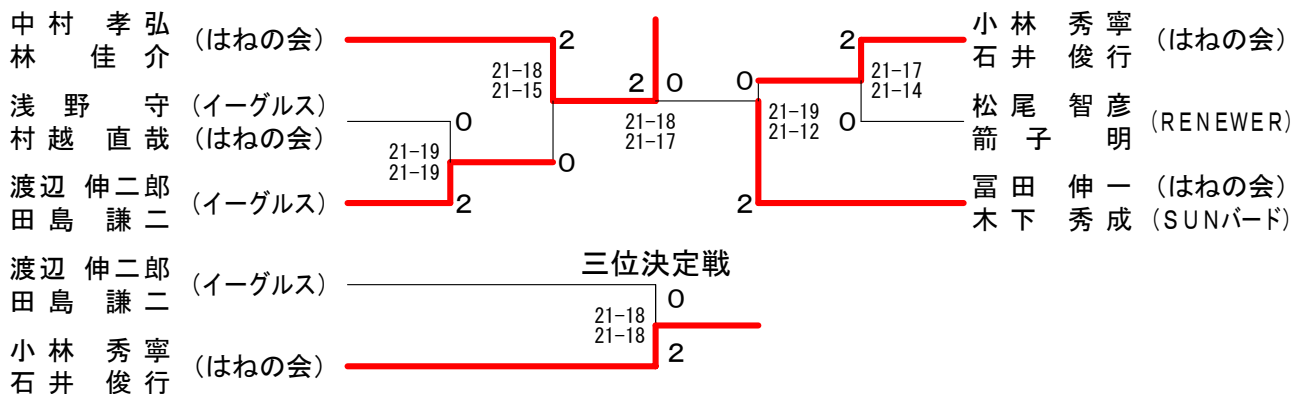 中村 孝弘 (はねの会)
林 佳介
浅野 守 (イーグルス)
村越 直哉 (はねの会)
渡辺 伸二郎 (イーグルス)
田島 謙二
2
21-18
21-15
0
21-19
21-19
0
2
2 0
21-18
21-17
0
21-19
21-12
2
2
21-17
21-14
0
小林 秀寧 (はねの会)
石井 俊行
松尾 智彦 (RENEWER)
箭子 明
冨田 伸一 (はねの会)
木下 秀成 (SUNバード)
三位決定戦
渡辺 伸二郎 (イーグルス)
田島 謙二
小林 秀寧 (はねの会)
石井 俊行
0
21-18
21-18
2